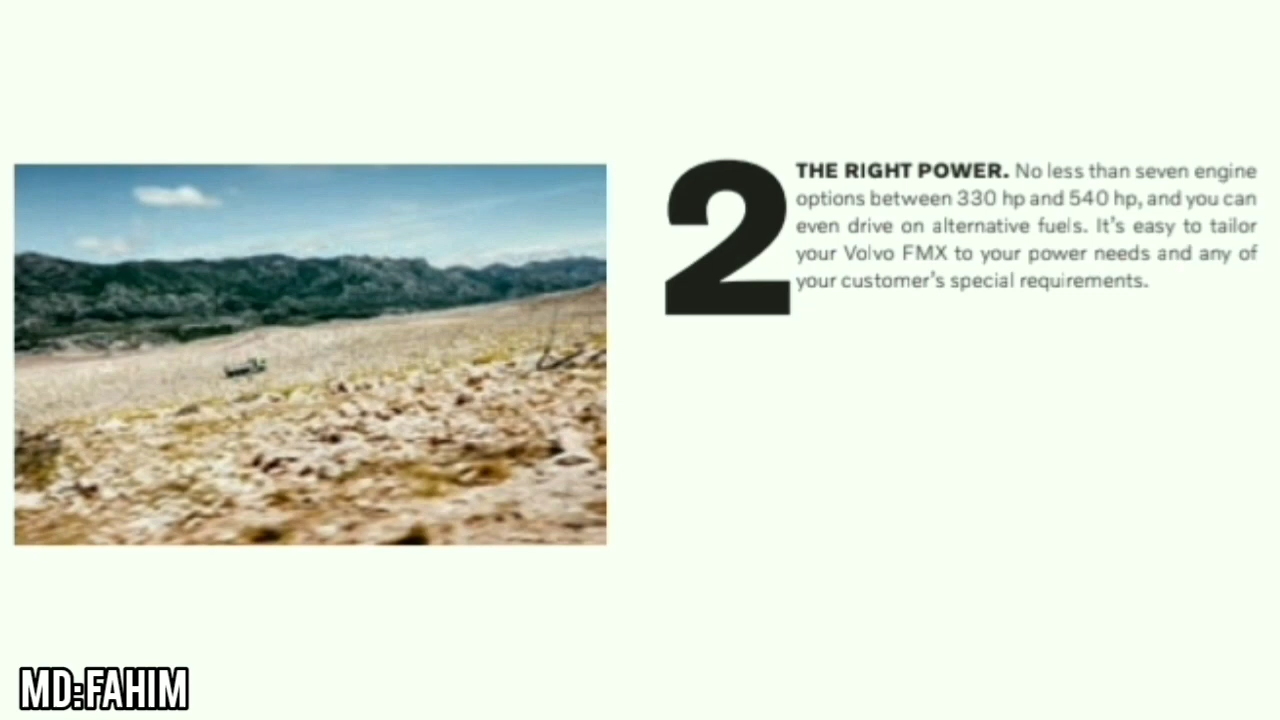 2
THE RIGHT POWER. No less than seven engine
options between 330 hp and 540 hp, and you can
even drive on alternative fuels. It's easy to tailor
your Volvo FMX to your power needs and any of
your customer's special requirements.
MD:FAHIM